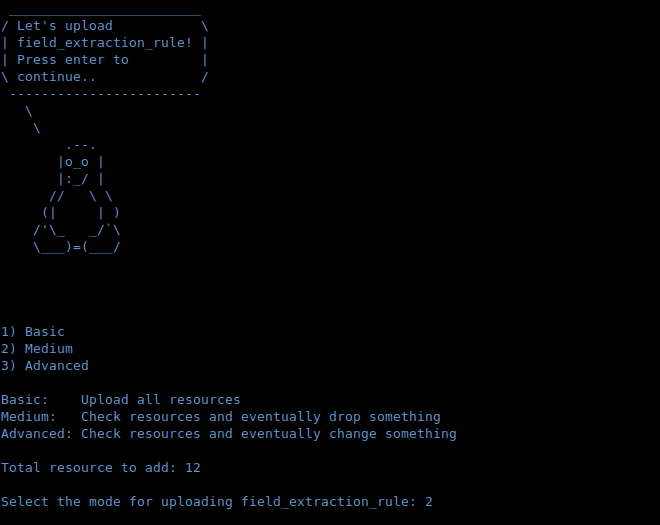 ________________________
/ Let's upload           \
| field_extraction_rule! |
| Press enter to         |
\ continue..             /
 ------------------------
   \
    \
        .--.
       |o_o |
       |:_/ |
      //   \ \
     (|     | )
    /'\_   _/`\
    \___)=(___/
1) Basic
2) Medium
3) Advanced
Basic:    Upload all resources
Medium:   Check resources and eventually drop something
Advanced: Check resources and eventually change something
Total resource to add: 12
Select the mode for uploading field_extraction_rule: 2